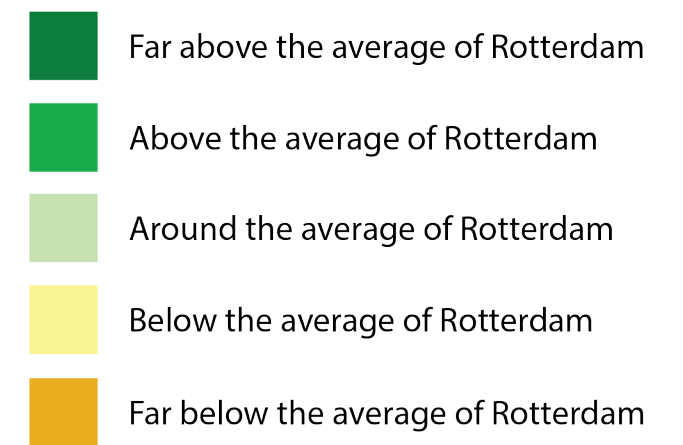 Far above the average of Rotterdam
Above the average of Rotterdam
Around the average of Rotterdam
Below the average of Rotterdam
Far below the average of Rotterdam